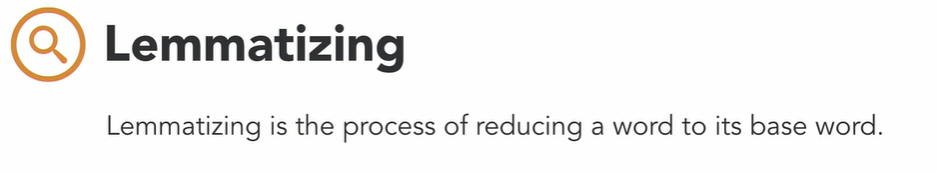 Lemmatizing
Lemmatizing is the process of reducing a word to its base word.